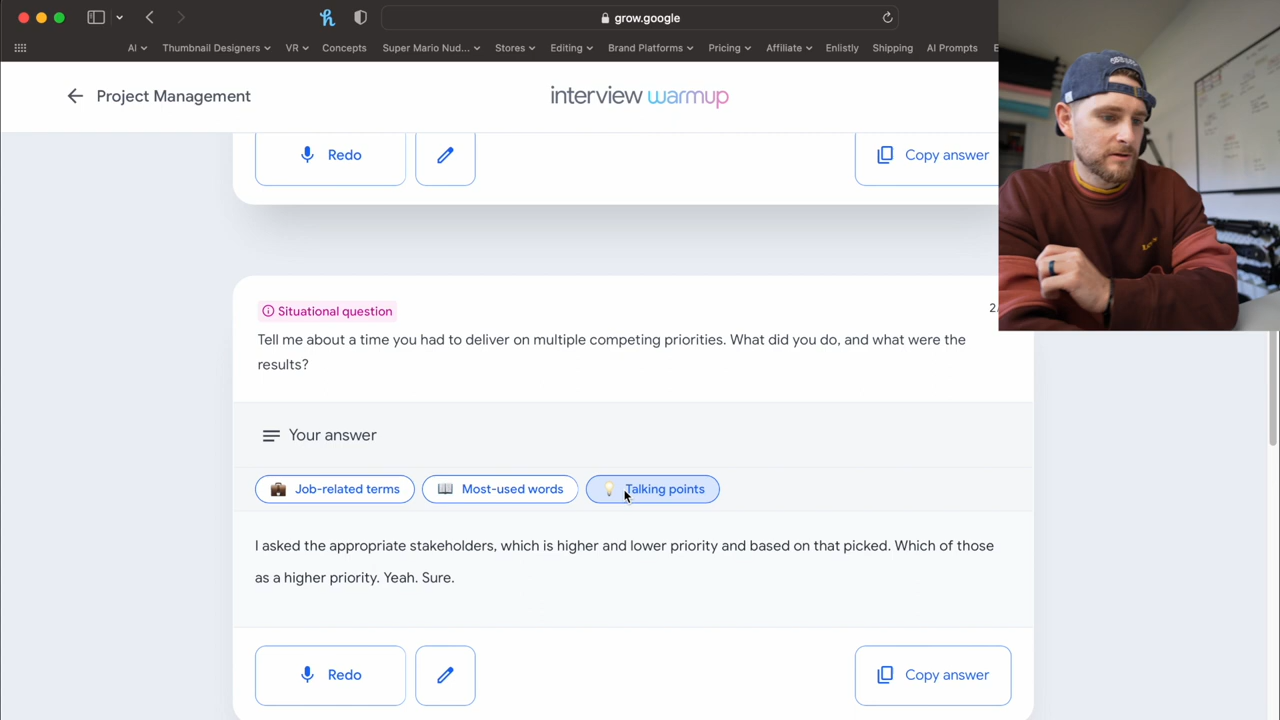 grow.google
AI
Thumbnail Designers
VR
Concepts
Super Mario Nud...
Stores
Editing
Brand Platforms
Pricing
Affiliate
Enlistly
Shipping
AI Prompts
E
Project Management
interview warmup
Redo
Copy answer
Situational question
2
Tell me about a time you had to deliver on multiple competing priorities. What did you do, and what were the
results?
Your answer
Job-related terms
Most-used words
Talking points
I asked the appropriate stakeholders, which is higher and lower priority and based on that picked. Which of those
as a higher priority. Yeah. Sure.
Redo
Copy answer